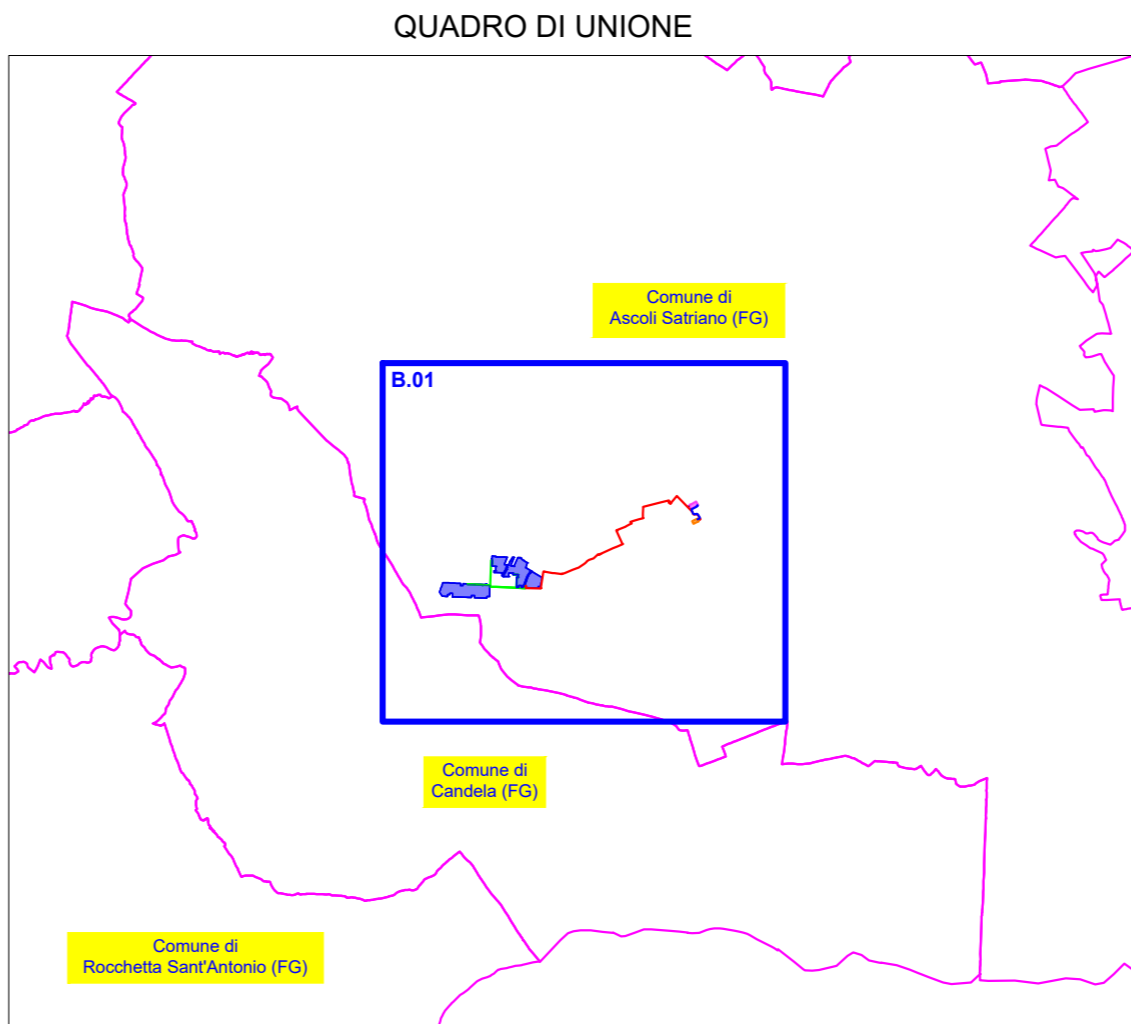 QUADRO DI UNIONE
Comune di
Ascoli Satriano (FG)
B.01
Comune di
Candela (FG)
Comune di
Rocchetta Sant'Antonio (FG)